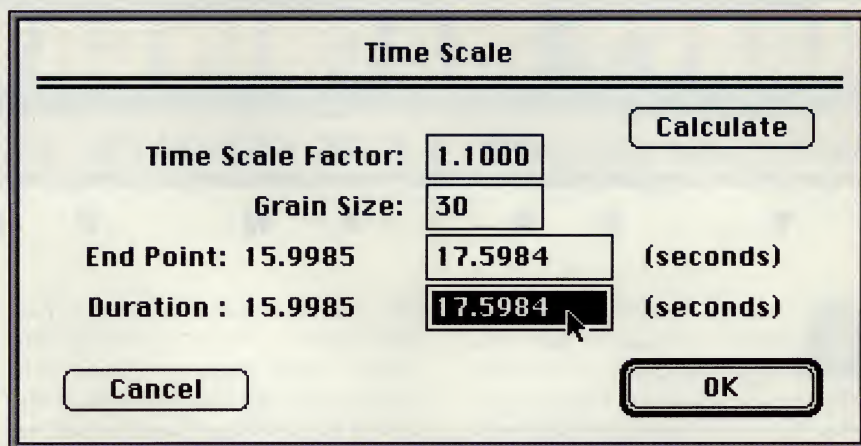 Time Scale
Calculate
Time Scale Factor: 1.1000
Grain Size: 30
End Point: 15.9985 17.5984 (seconds)
Duration : 15.9985 17.5984 (seconds)
Cancel OK